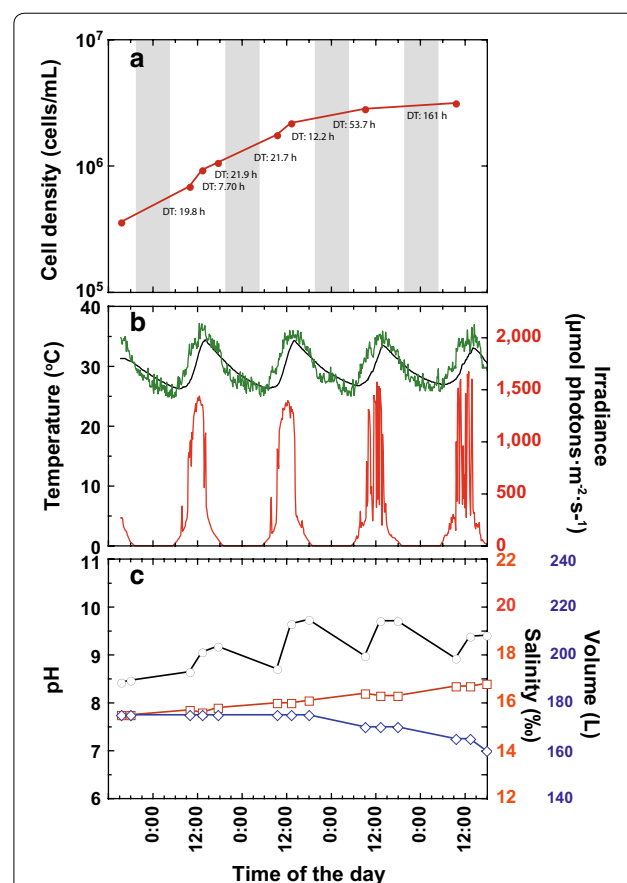 a
Cell density (cells/mL)
10⁷
10⁶
10⁵
DT: 19.8 h
DT: 7.70 h
DT: 21.9 h
DT: 21.7 h
DT: 12.2 h
DT: 53.7 h
DT: 161 h
b
Temperature (°C)
40
30
20
10
0
2,000
1,500
1,000
500
0
Irradiance
(µmol photons·m⁻²·s⁻¹)
c
pH
11
10
9
8
7
6
22
20
18
16
14
12
Salinity (‰)
240
220
200
180
160
140
Volume (L)
0:00
12:00
0:00
12:00
0:00
12:00
0:00
12:00
Time of the day